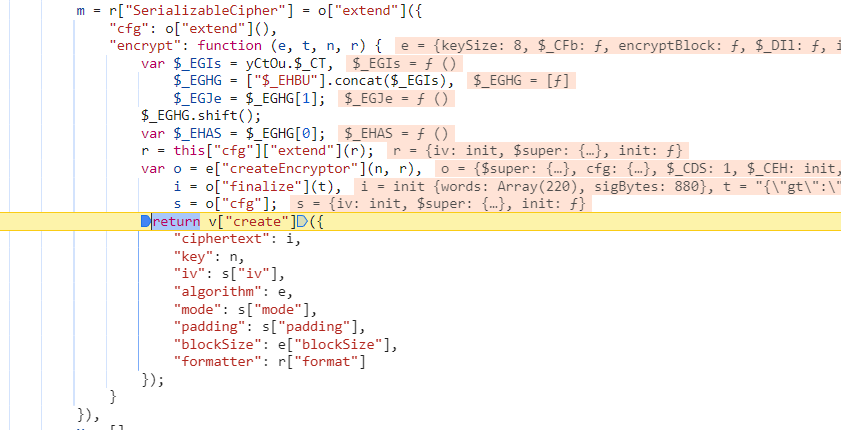 m = r["SerializableCipher"] = o["extend"]({
"cfg": o["extend"](),
"encrypt": function (e, t, n, r) {  e = {keySize: 8, $_CFb: ƒ, encryptBlock: ƒ, $_DIl: ƒ, i
var $_EGIs = yCtOu.$_CT,  $_EGIs = ƒ ()
$_EGHG = ["$_EHBU"].concat($_EGIs),  $_EGHG = [ƒ]
$_EGJe = $_EGHG[1];  $_EGJe = ƒ ()
$_EGHG.shift();
var $_EHAS = $_EGHG[0];  $_EHAS = ƒ ()
r = this["cfg"]["extend"](r);  r = {iv: init, $super: {…}, init: ƒ}
var o = e["createEncryptor"](n, r),  o = {$super: {…}, cfg: {…}, $_CDS: 1, $_CEH: init,
i = o["finalize"](t),  i = init {words: Array(220), sigBytes: 880}, t = "{\"gt\":\"
s = o["cfg"];  s = {iv: init, $super: {…}, init: ƒ}
return v["create"]({
"ciphertext": i,
"key": n,
"iv": s["iv"],
"algorithm": e,
"mode": s["mode"],
"padding": s["padding"],
"blockSize": e["blockSize"],
"formatter": r["format"]
});
}
}),